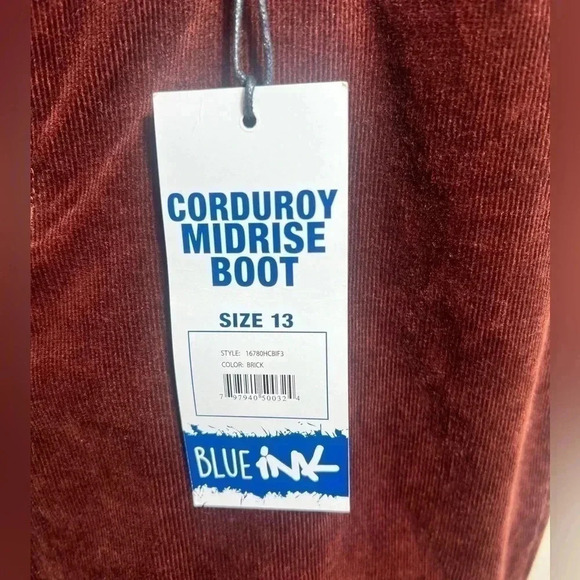 CORDUROY
MIDRISE
BOOT
SIZE 13
STYLE: 16780HCBIF3
COLOR: BRICK
7 97940 50032 4
BLUE INK